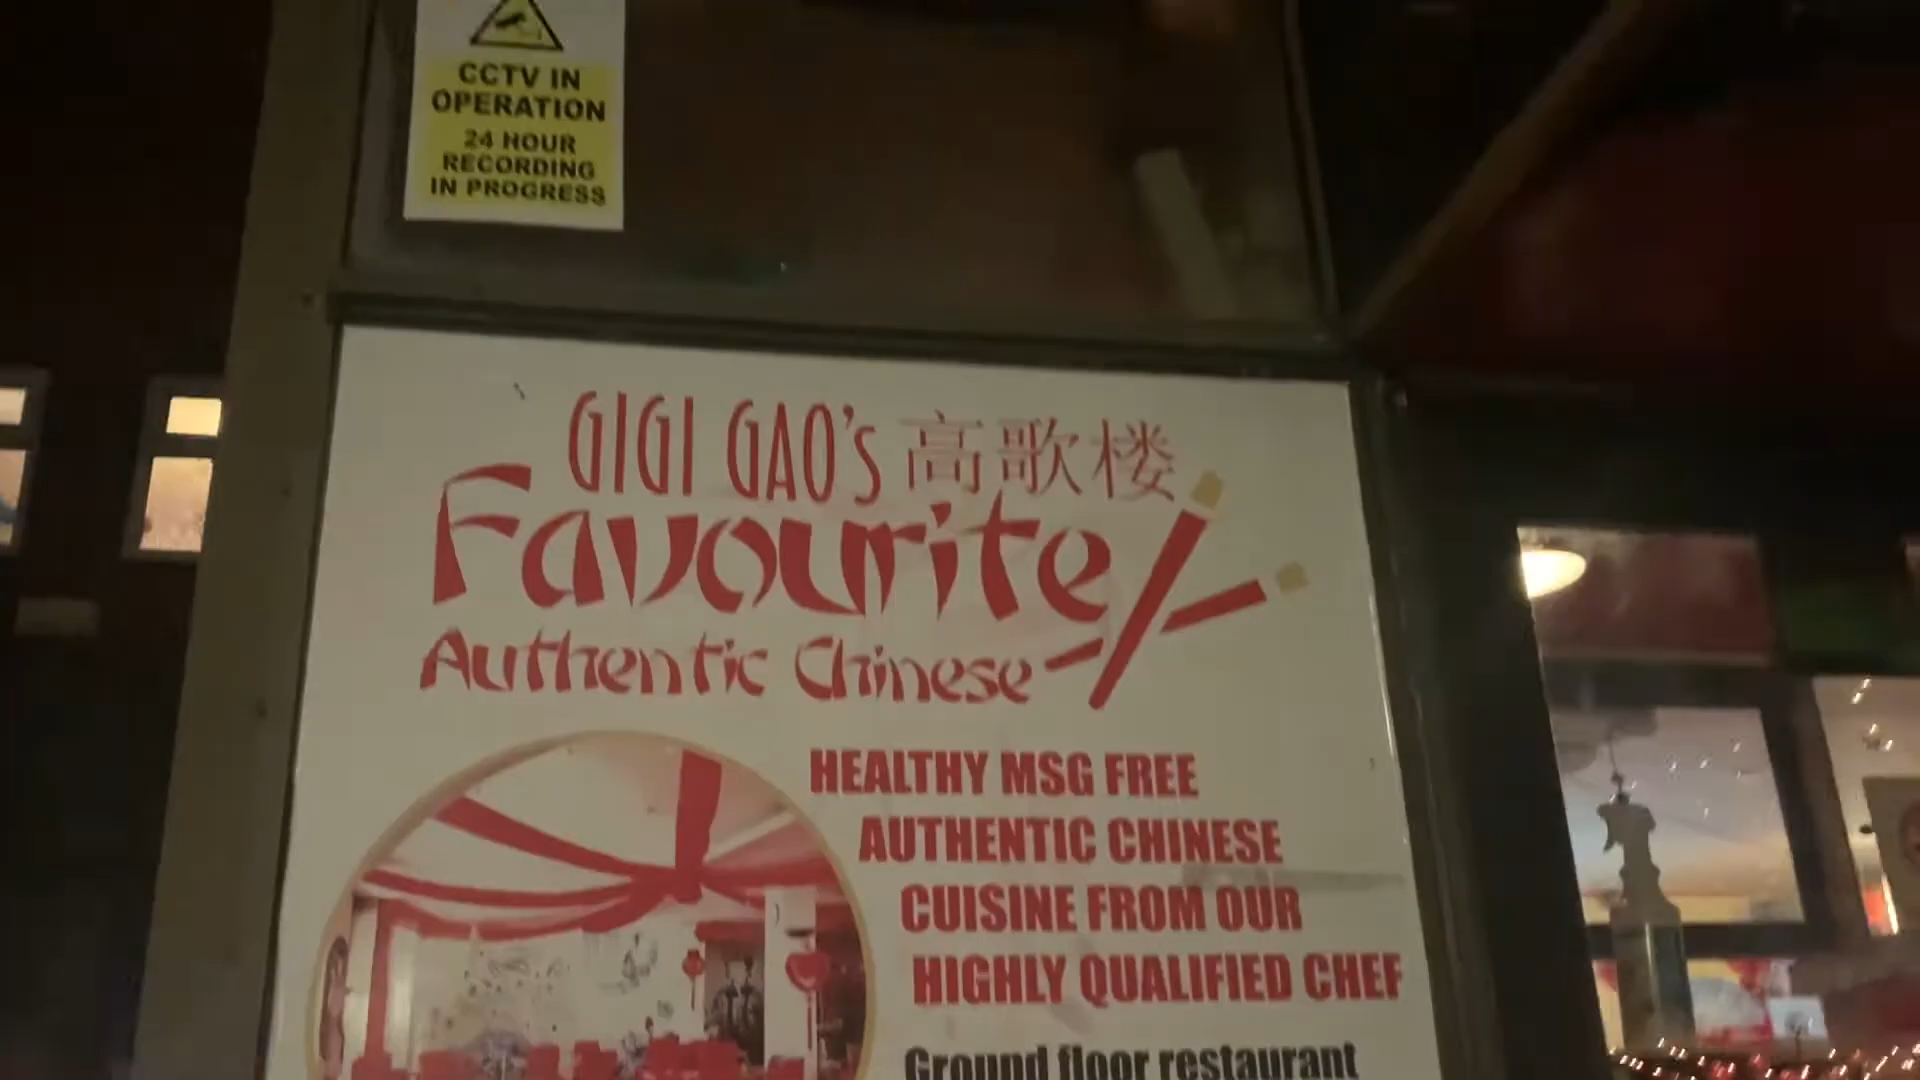 CCTV IN
OPERATION
24 HOUR
RECORDING
IN PROGRESS
GIGI GAO's 高歌楼
Favourite
Authentic Chinese
HEALTHY MSG FREE
AUTHENTIC CHINESE
CUISINE FROM OUR
HIGHLY QUALIFIED CHEF
Ground floor restaurant